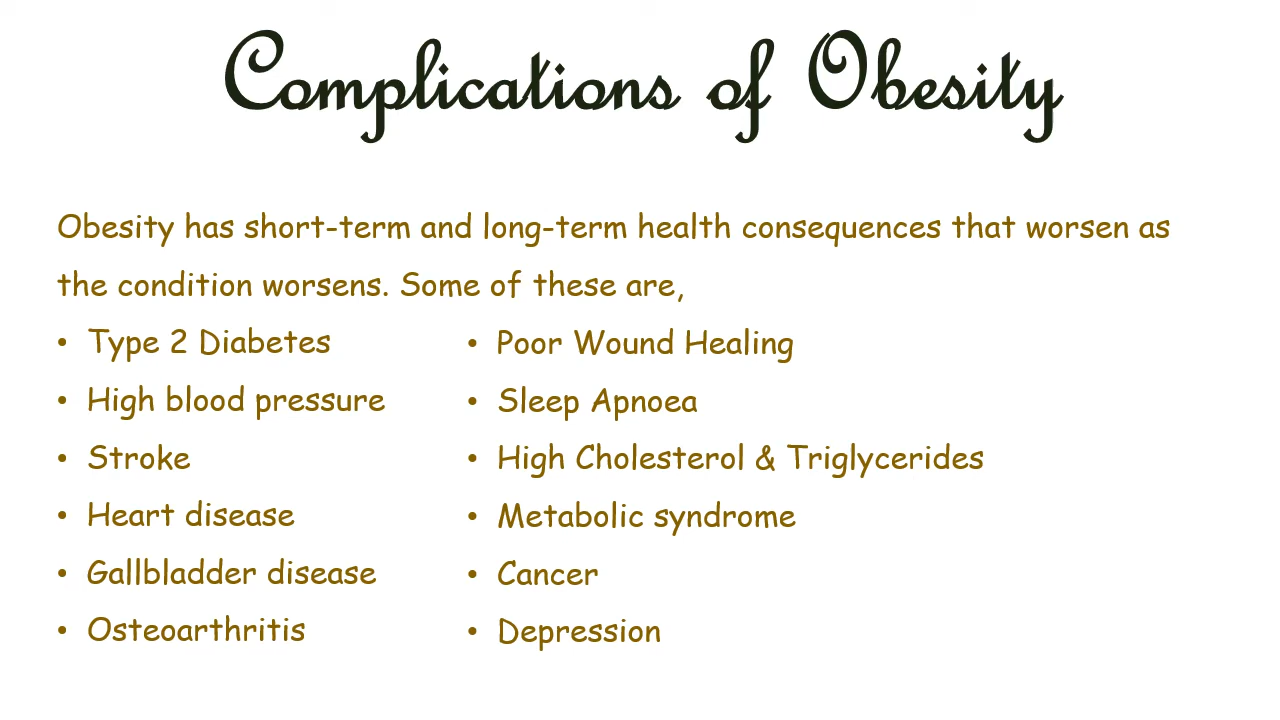 Complications of Obesity
Obesity has short-term and long-term health consequences that worsen as
the condition worsens. Some of these are,
• Type 2 Diabetes
• High blood pressure
• Stroke
• Heart disease
• Gallbladder disease
• Osteoarthritis
• Poor Wound Healing
• Sleep Apnoea
• High Cholesterol & Triglycerides
• Metabolic syndrome
• Cancer
• Depression